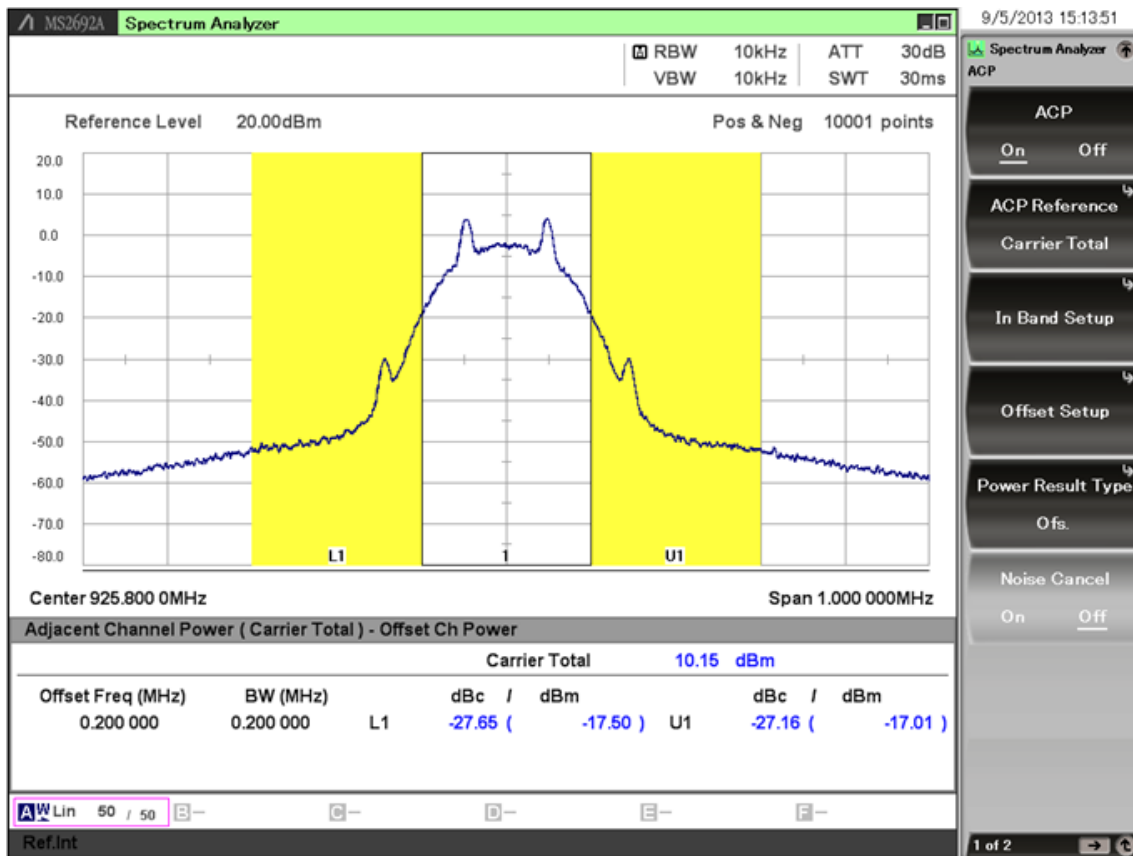 MS2692A Spectrum Analyzer
9/5/2013 15:13:51
M RBW 10kHz ATT 30dB
VBW 10kHz SWT 30ms
Reference Level 20.00dBm Pos & Neg 10001 points
20.0
10.0
0.0
-10.0
-20.0
-30.0
-40.0
-50.0
-60.0
-70.0
-80.0
L1 1 U1
Center 925.800 0MHz Span 1.000 000MHz
Adjacent Channel Power ( Carrier Total ) - Offset Ch Power
Carrier Total 10.15 dBm
Offset Freq (MHz) BW (MHz) dBc / dBm dBc / dBm
0.200 000 0.200 000 L1 -27.65 ( -17.50 ) U1 -27.16 ( -17.01 )
A W Lin 50 / 50 B- C- D- E- F-
Ref.Int
Spectrum Analyzer
ACP
ACP
On Off
ACP Reference
Carrier Total
In Band Setup
Offset Setup
Power Result Type
Ofs.
Noise Cancel
On Off
1 of 2